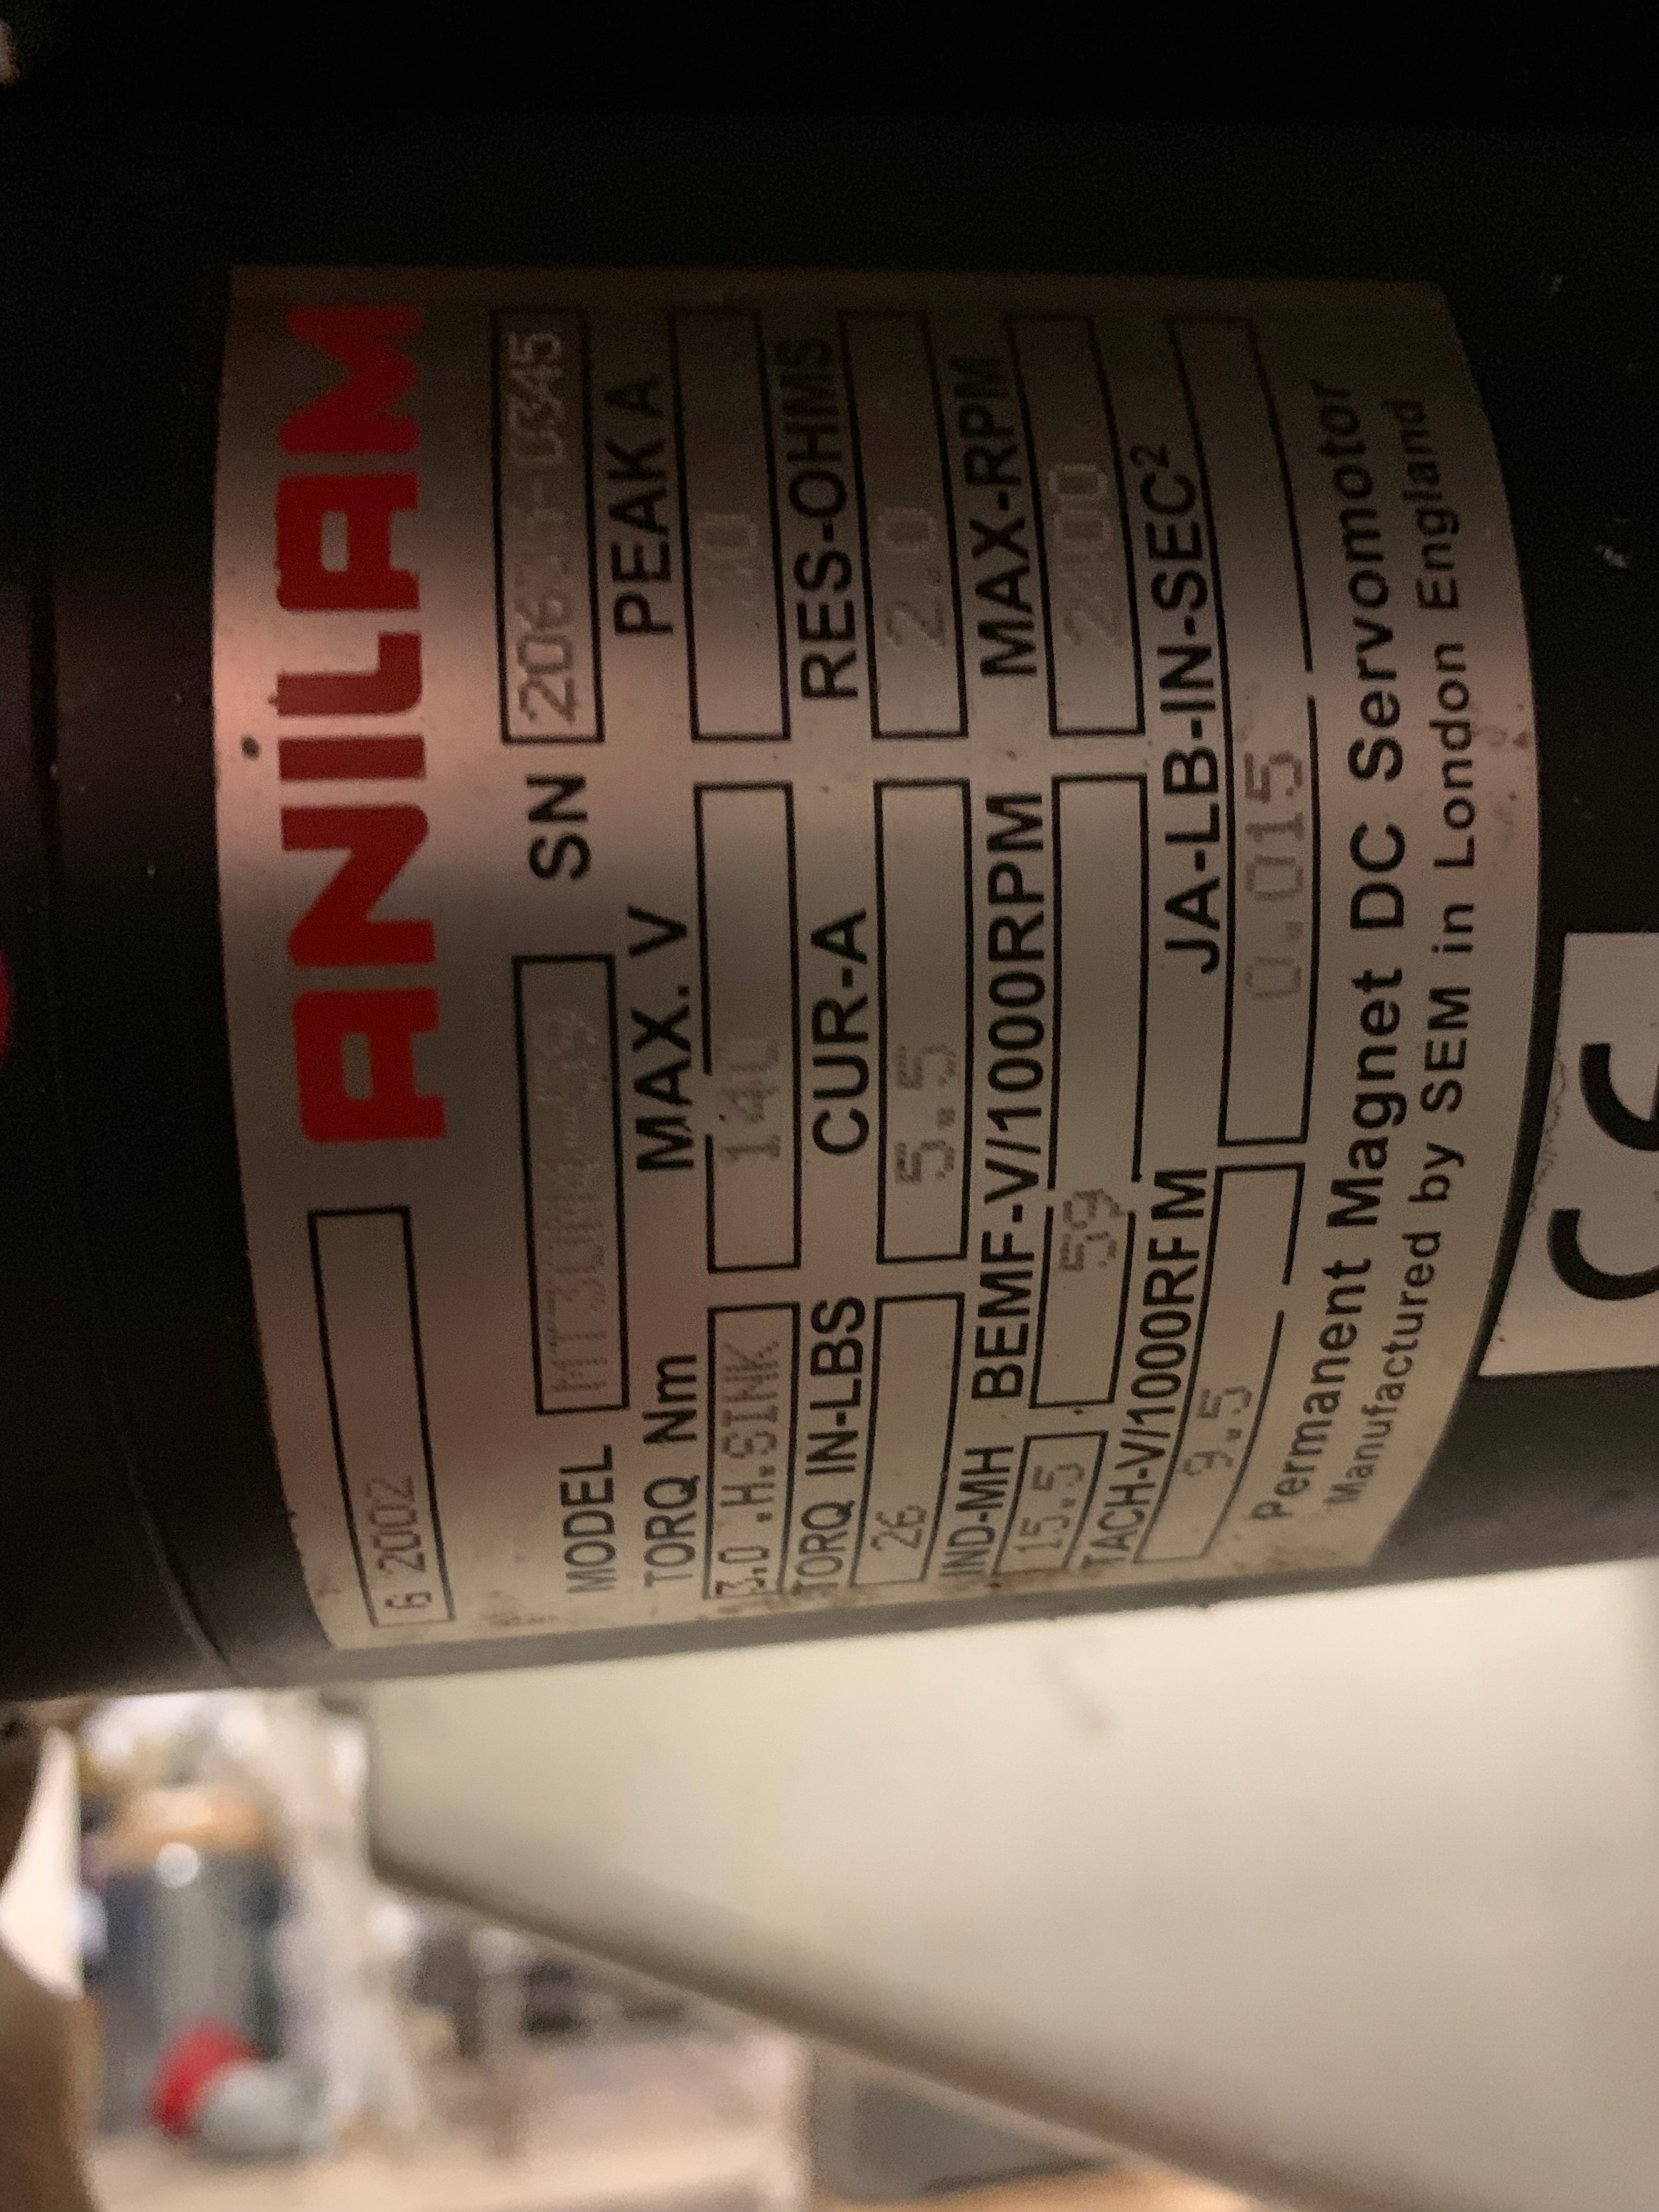 ANILAM
G 2002
MODEL SN
TORQ Nm MAX. V PEAK A
3.0 .H.SINK 140
TORQ IN-LBS CUR-A RES-OHMS
26 5.5 2.0
IND-MH BEMF-V/1000RPM MAX-RPM
15.5 59 2400
TACH-V/1000RPM JA-LB-IN-SEC²
9.5 0.015
Permanent Magnet DC Servomotor
Manufactured by SEM in London England
CE